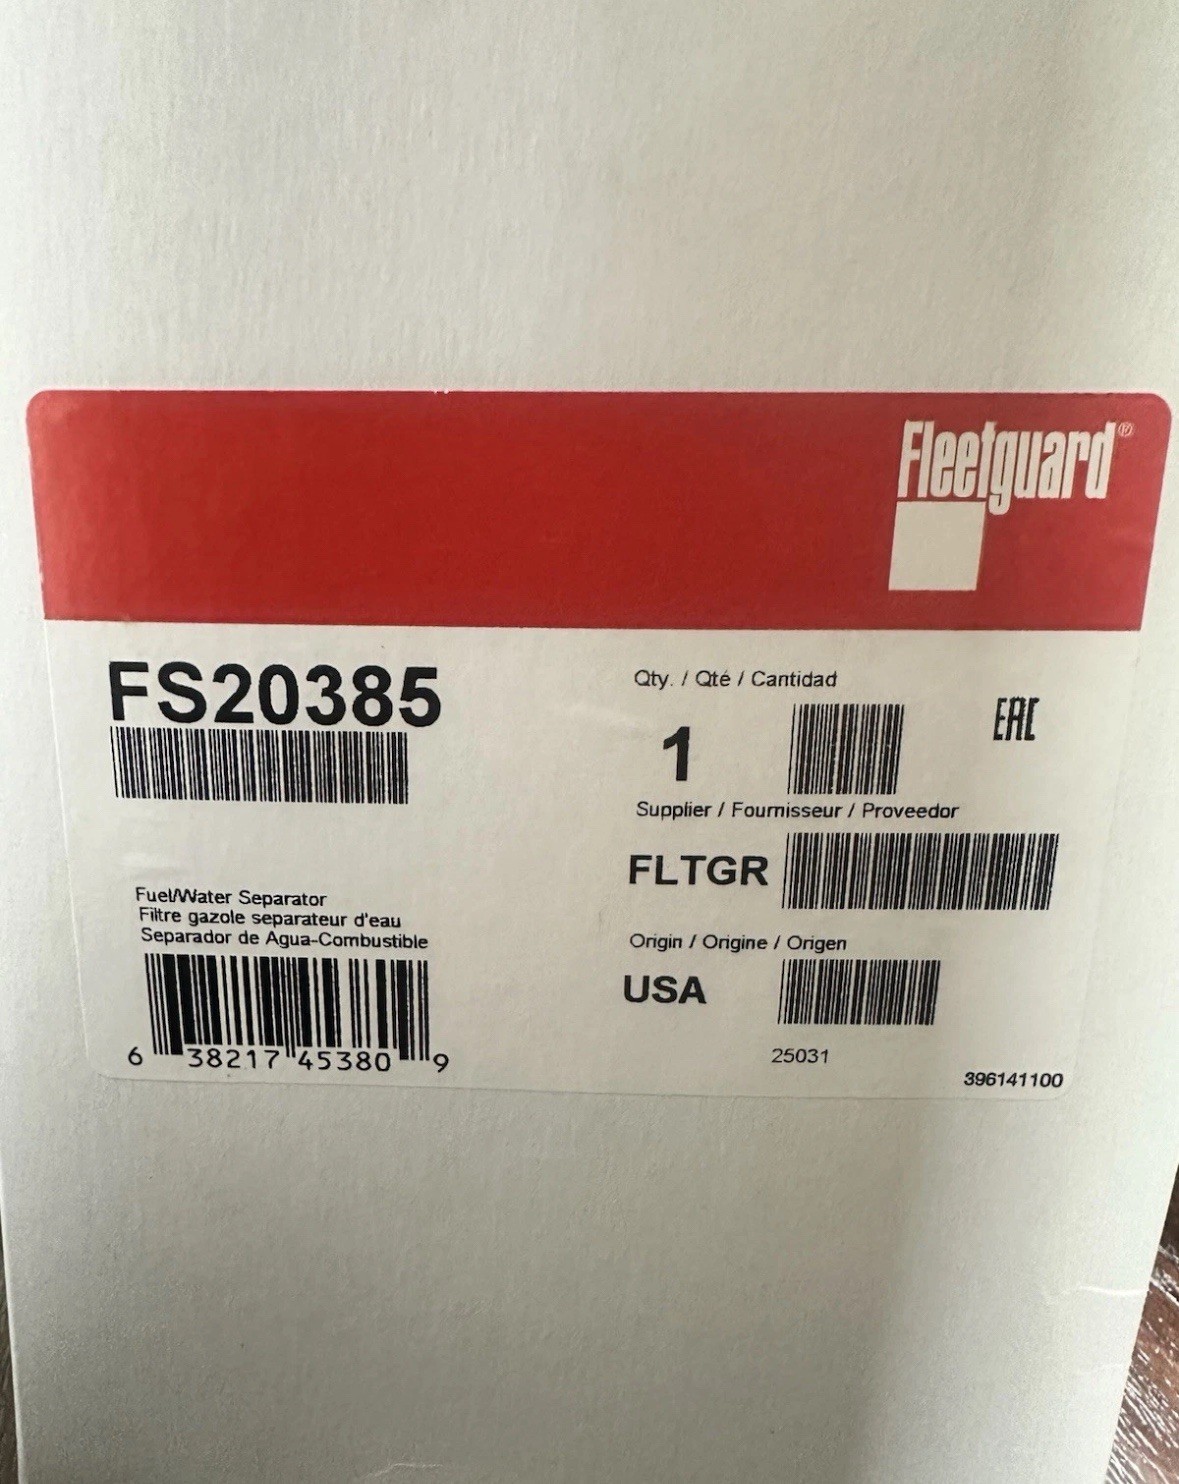 Fleetguard®
FS20385
Qty. / Qté / Cantidad
1
EAC
Supplier / Fournisseur / Proveedor
FLTGR
Fuel/Water Separator
Filtre gazole separateur d'eau
Separador de Agua-Combustible
Origin / Origine / Origen
USA
6 38217 45380 9
25031
396141100